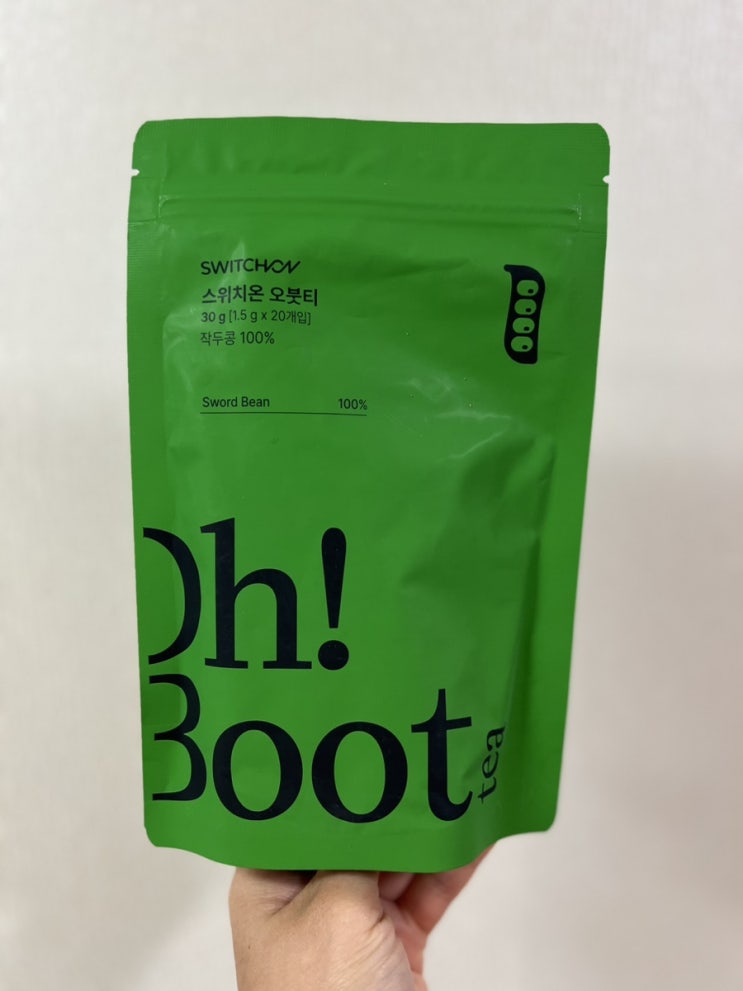 SWITCHON
스위치온 오붓티
30 g [1.5 g x 20개입]
작두콩 100%
Sword Bean 100%
Oh!
Boot
tea